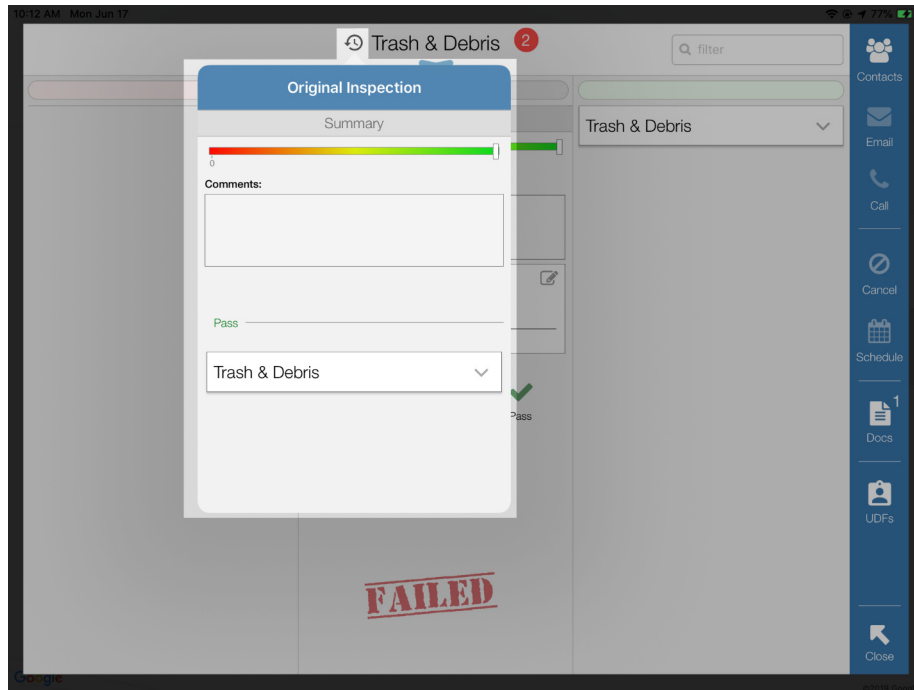 10:12 AM Mon Jun 17
77%
Trash & Debris 2
filter
Contacts
Original Inspection
Summary
0
Comments:
Trash & Debris
Email
Call
Cancel
Pass
Schedule
Trash & Debris
Pass
1
Docs
UDFs
FAILED
Close
Google